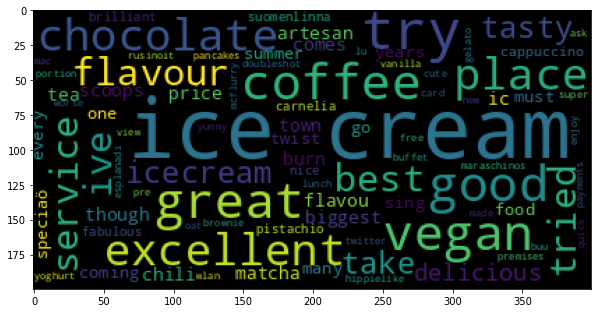 0
25
50
75
100
125
150
175
0
50
100
150
200
250
300
350
brilliant
suomenlinna
try
tasty
ask
chocolate
artesan
mac
rusinoit
pancakes
summer
comes
doubleshot
lu
years
vanilla
gelato
cappuccino
flavour
coffee
place
portion
scoops
cute
tea
price
mcflurry
card
new
super
worse
carnelia
ic
must
every
service
ive
one
view
yummy
ice cream
town
go
free
enjoy
twist
burn
buffet
maraschinos
esplanadi
icecream
nice
lunch
best
good
tried
payments
pre
great
flavou
sing
made
food
quick
speciaö
though
oat
brownie
biggest
vegan
buu
fabulous
pistachio
twitter
premises
excellent
take
yoghurt
coming
chili
wlan
matcha
many
hippielike
delicious